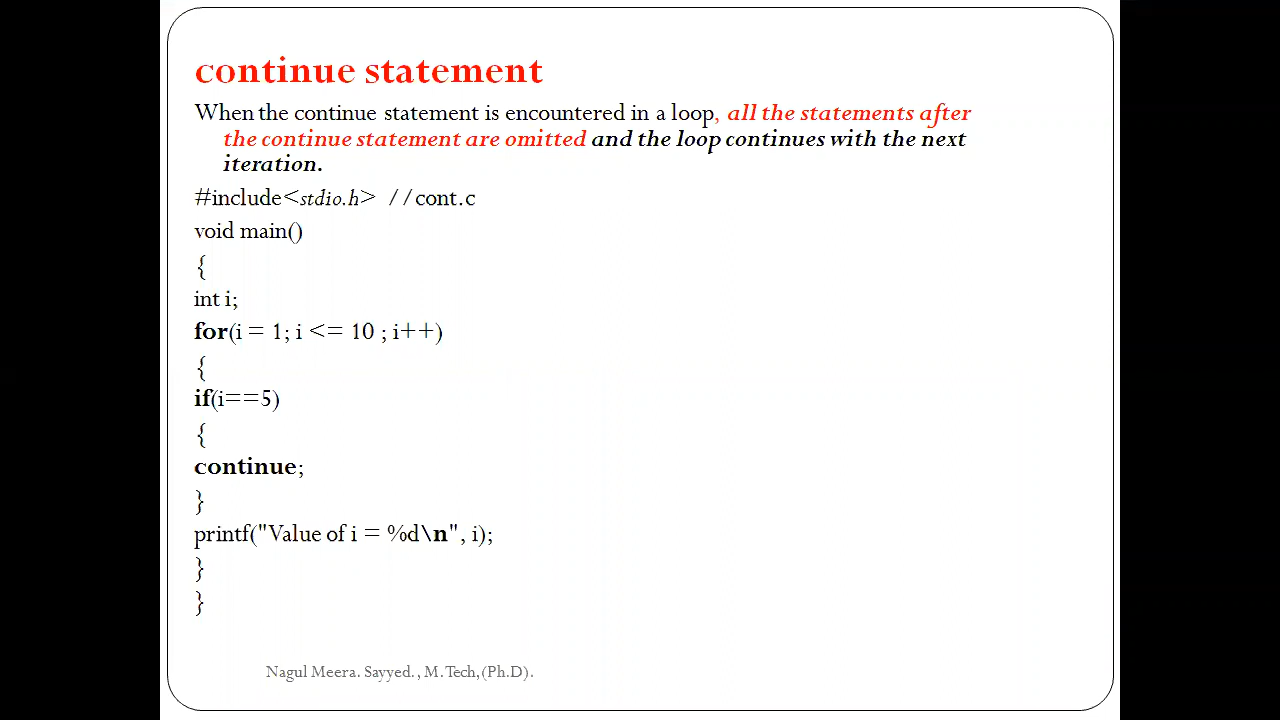 continue statement
When the continue statement is encountered in a loop, all the statements after
the continue statement are omitted and the loop continues with the next
iteration.
#include<stdio.h>  //cont.c
void main()
{
int i;
for(i = 1; i <= 10 ; i++)
{
if(i==5)
{
continue;
}
printf("Value of i = %d\n", i);
}
}
Nagul Meera. Sayyed. , M.Tech,(Ph.D).